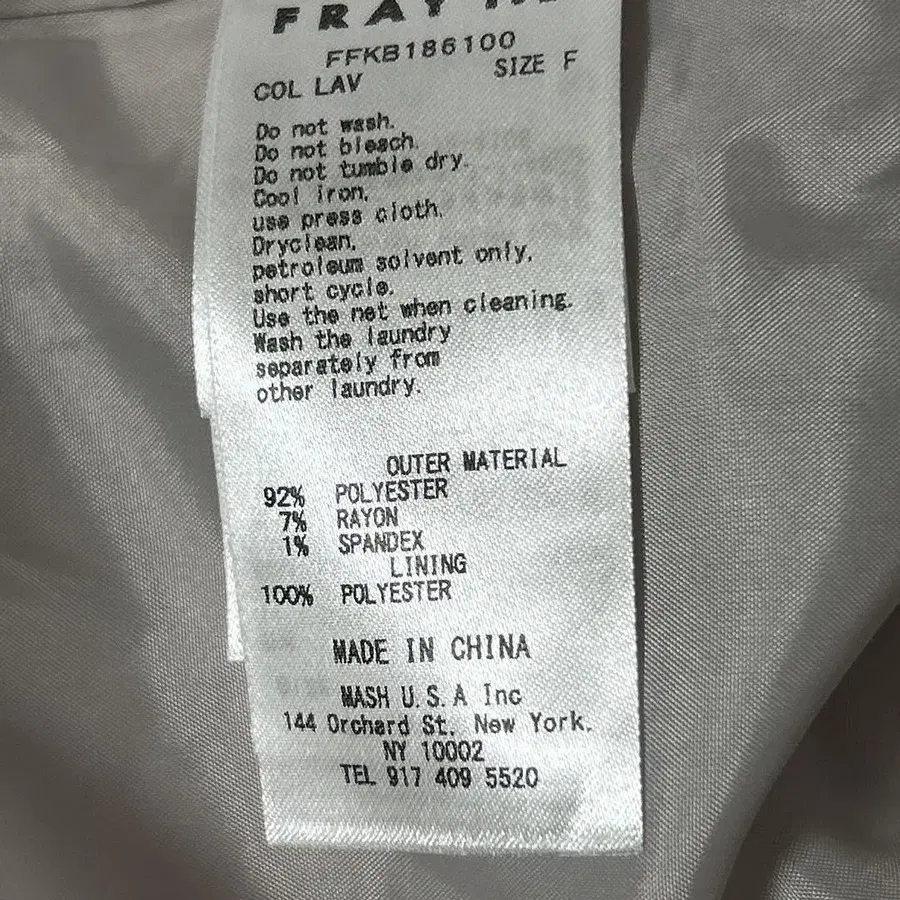 FRAY
FFKB186100
COL LAV SIZE F
Do not wash.
Do not bleach.
Do not tumble dry.
Cool iron.
use press cloth.
Dryclean.
petroleum solvent only.
short cycle.
Use the net when cleaning.
Wash the laundry
separately from
other laundry.
OUTER MATERIAL
92% POLYESTER
7% RAYON
1% SPANDEX
LINING
100% POLYESTER
MADE IN CHINA
MASH U.S.A Inc
144 Orchard St. New York.
NY 10002
TEL 917 409 5520